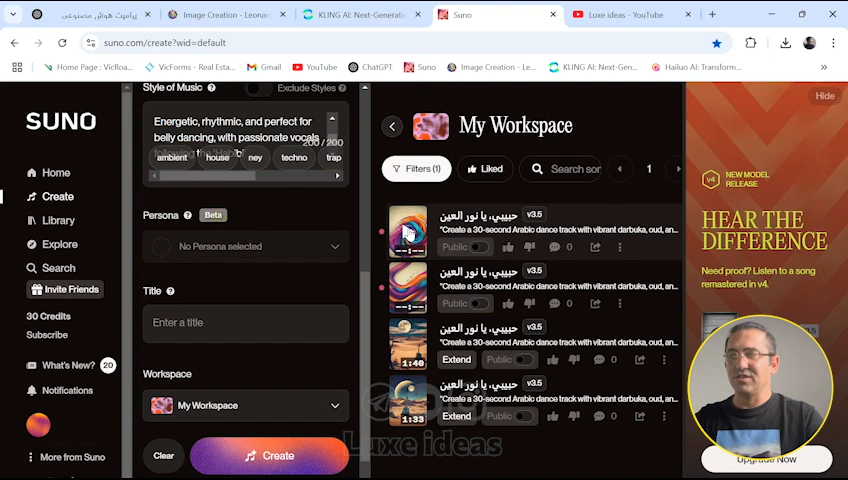 پرامیت هوش مصنوعی
Image Creation - Leonar
KLING AI: Next-Generation
Suno
Luxe ideas - YouTube
suno.com/create?wid=default
Home Page - VicRoa...
VicForms - Real Esta...
Gmail
YouTube
ChatGPT
Suno
Image Creation - Le...
KLING AI: Next-Gen...
Hailuo AI: Transfor...
SUNO
Home
Create
Library
Explore
Search
Invite Friends
30 Credits
Subscribe
What's New?
20
Notifications
More from Suno
Style of Music
Exclude Styles
Energetic, rhythmic, and perfect for
belly dancing, with passionate vocals
following the 'Habibi'
200 / 200
ambient
house
ney
techno
trap
Persona
Beta
No Persona selected
Title
Enter a title
Workspace
My Workspace
Clear
Create
My Workspace
Filters (1)
Liked
Search sor
1
حبيبي، يا نور العين
v3.5
"Create a 30-second Arabic dance track with vibrant darbuka, oud, an...
Public
0
--:--
حبيبي، يا نور العين
v3.5
"Create a 30-second Arabic dance track with vibrant darbuka, oud, an...
Public
0
--:--
حبيبي، يا نور العين
v3.5
"Create a 30-second Arabic dance track with vibrant darbuka, oud, an...
1:40
Extend
Public
0
حبيبي، يا نور العين
v3.5
"Create a 30-second Arabic dance track with vibrant darbuka, oud, an...
1:33
Extend
Public
0
Hide
v4
NEW MODEL
RELEASE
HEAR THE
DIFFERENCE
Need proof? Listen to a song
remastered in v4.
Upgrade Now
Luxe ideas